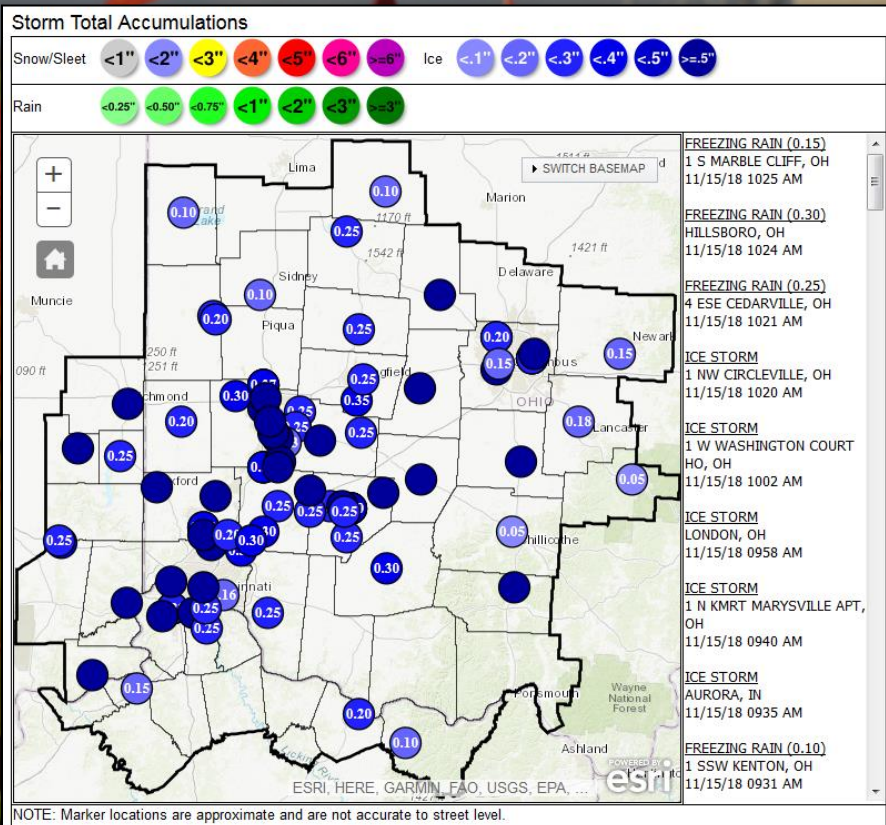 Storm Total Accumulations
Snow/Sleet <1" <2" <3" <4" <5" <6" >=6" Ice <.1" <.2" <.3" <.4" <.5" >=.5"
Rain <0.25" <0.50" <0.75" <1" <2" <3" >=3"
+
−
SWITCH BASEMAP
Lima
Marion
0.10
0.10
1170 ft
Lake
0.25
1542 ft
1421 ft
Delaware
Sidney
Muncie
0.10
0.20
Piqua
0.25
0.20
Newark
0.15
0.15
250 ft
1251 ft
090 ft
0.25
0.30
0.35
OHIO
0.20
0.25
0.18
Lancaster
0.25
0.25
0.05
0.25
0.25
0.25
0.05
0.25
0.30
0.25
0.30
0.25
0.25
0.25
0.15
Portsmouth
Wayne
National
Forest
0.20
0.10
Ashland
Licking River
POWERED BY
esri
ESRI, HERE, GARMIN, FAO, USGS, EPA, ...
FREEZING RAIN (0.15)
1 S MARBLE CLIFF, OH
11/15/18 1025 AM
FREEZING RAIN (0.30)
HILLSBORO, OH
11/15/18 1024 AM
FREEZING RAIN (0.25)
4 ESE CEDARVILLE, OH
11/15/18 1021 AM
ICE STORM
1 NW CIRCLEVILLE, OH
11/15/18 1020 AM
ICE STORM
1 W WASHINGTON COURT
HO, OH
11/15/18 1002 AM
ICE STORM
LONDON, OH
11/15/18 0958 AM
ICE STORM
1 N KMRT MARYSVILLE APT,
OH
11/15/18 0940 AM
ICE STORM
AURORA, IN
11/15/18 0935 AM
FREEZING RAIN (0.10)
1 SSW KENTON, OH
11/15/18 0931 AM
NOTE: Marker locations are approximate and are not accurate to street level.